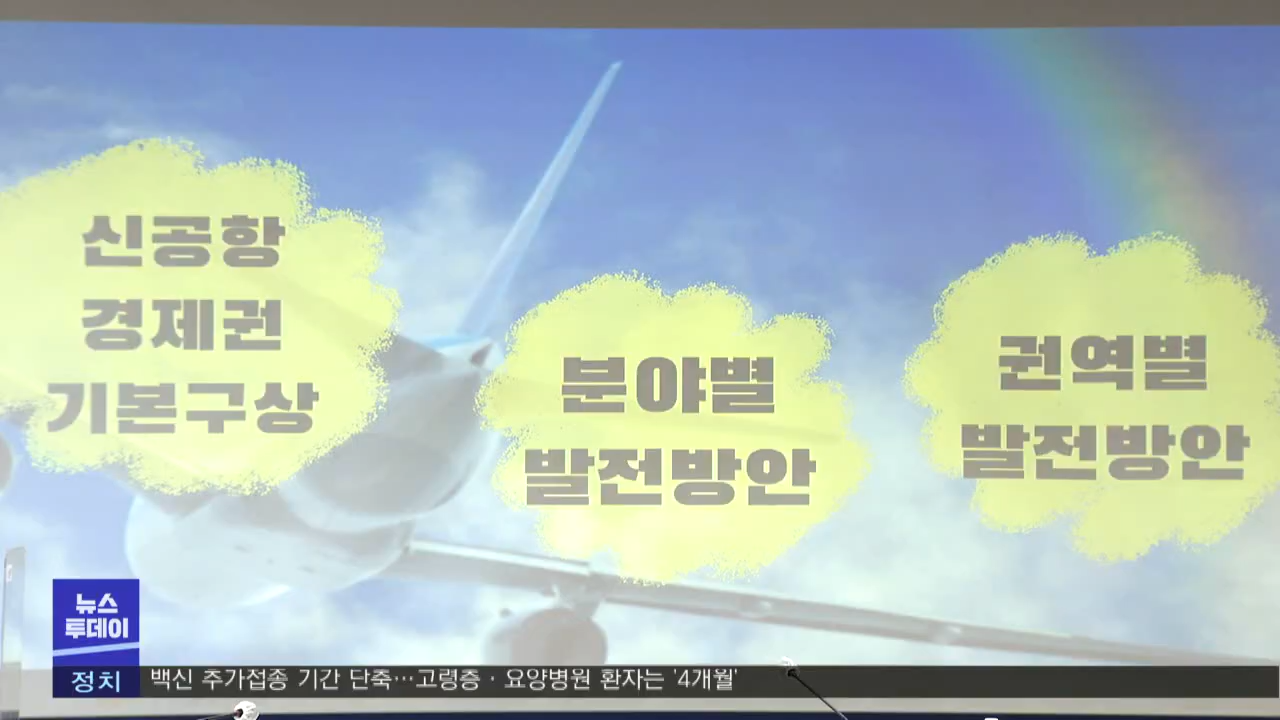 신공항
경제권
기본구상
분야별
발전방안
권역별
발전방안
뉴스
투데이
정치
백신 추가접종 기간 단축…고령층·요양병원 환자는 '4개월'